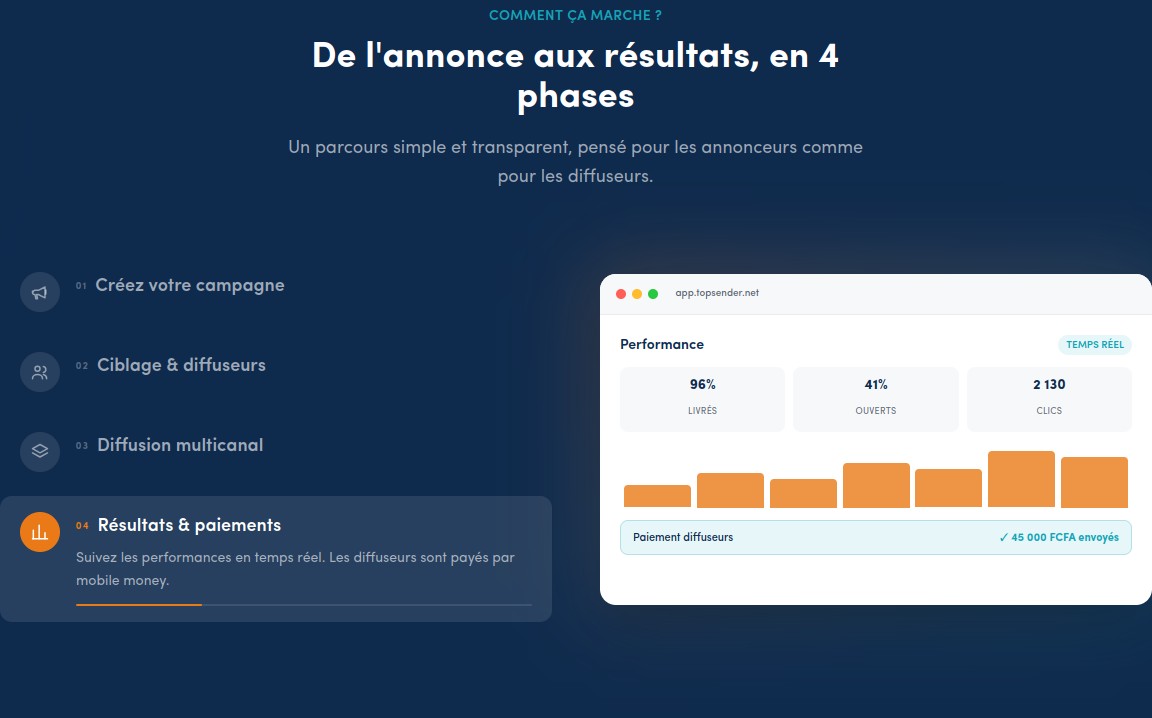 COMMENT ÇA MARCHE ?
De l'annonce aux résultats, en 4
phases
Un parcours simple et transparent, pensé pour les annonceurs comme
pour les diffuseurs.
01 Créez votre campagne
02 Ciblage & diffuseurs
03 Diffusion multicanal
04 Résultats & paiements
Suivez les performances en temps réel. Les diffuseurs sont payés par
mobile money.
app.topsender.net
Performance
TEMPS RÉEL
96%
LIVRÉS
41%
OUVERTS
2 130
CLICS
Paiement diffuseurs
✓ 45 000 FCFA envoyés